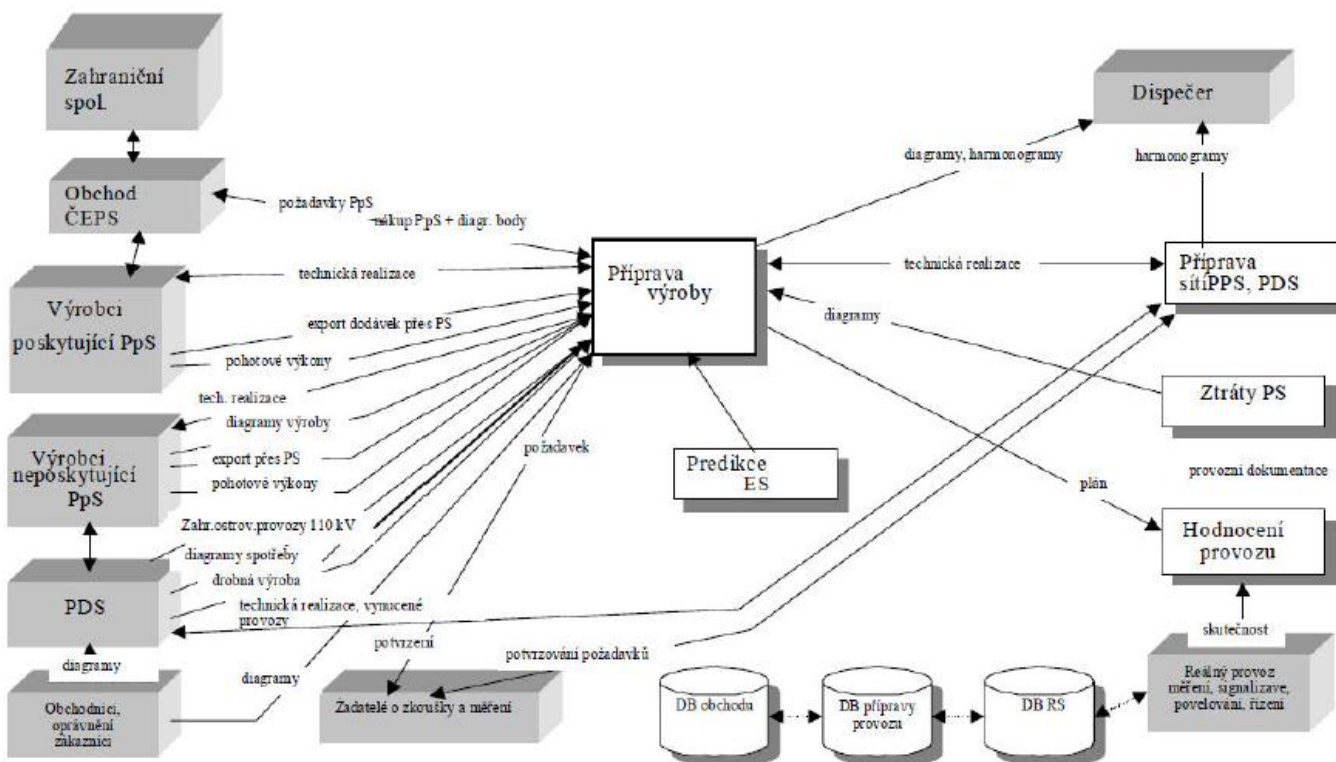 Zahraniční
spol.
Dispečer
diagramy, harmonogramy
harmonogramy
Obchod
ČEPS
požadavky PpS
nákup PpS + diagr. body
Příprava
výroby
technická realizace
technická realizace
Příprava
sítíPPS, PDS
Výrobci
poskytující PpS
export dodávek přes PS
diagramy
pohotové výkony
tech. realizace
Ztráty PS
diagramy výroby
požadavek
Výrobci
neposkytující
PpS
export přes PS
Predikce
ES
provozni dokumentace
pohotové výkony
plán
Zahr.ostrov.provozy 110 kV
Hodnocení
provozu
diagramy spotřeby
drobná výroba
PDS
technická realizace, vynucené
provozy
skutečnost
potvrzení
potvrzování požadavků
diagramy
diagramy
Obchodníci,
oprávnění
zákazníci
Žadatelé o zkoušky a měření
DB obchodu
DB přípravy
provozu
DB RS
Reálný provoz
měření, signalizave,
povelování, řízení